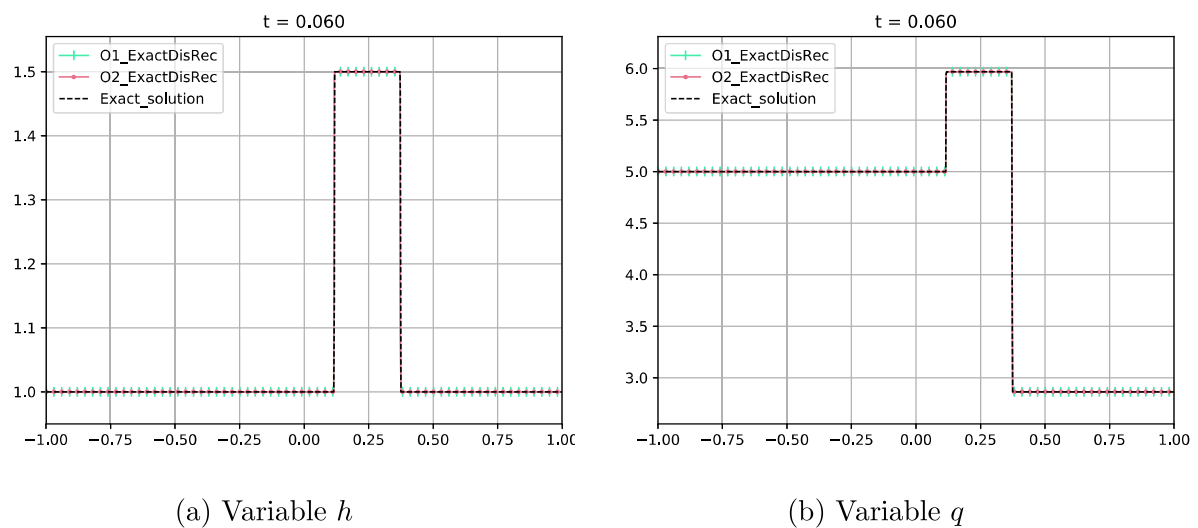 t = 0.060
O1_ExactDisRec
O2_ExactDisRec
Exact_solution
1.5
1.4
1.3
1.2
1.1
1.0
−1.00 −0.75 −0.50 −0.25 0.00 0.25 0.50 0.75 1.00
(a) Variable h
t = 0.060
O1_ExactDisRec
O2_ExactDisRec
Exact_solution
6.0
5.5
5.0
4.5
4.0
3.5
3.0
−1.00 −0.75 −0.50 −0.25 0.00 0.25 0.50 0.75 1.00
(b) Variable q